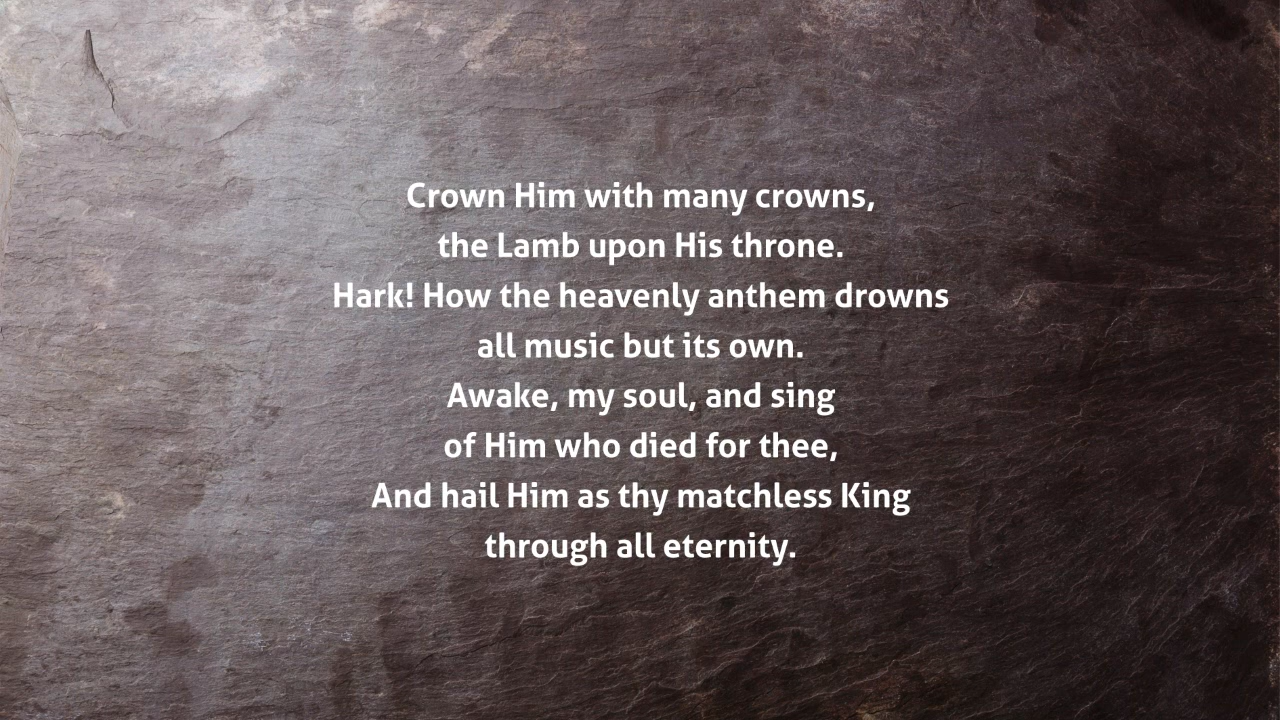 Crown Him with many crowns,
the Lamb upon His throne.
Hark! How the heavenly anthem drowns
all music but its own.
Awake, my soul, and sing
of Him who died for thee,
And hail Him as thy matchless King
through all eternity.